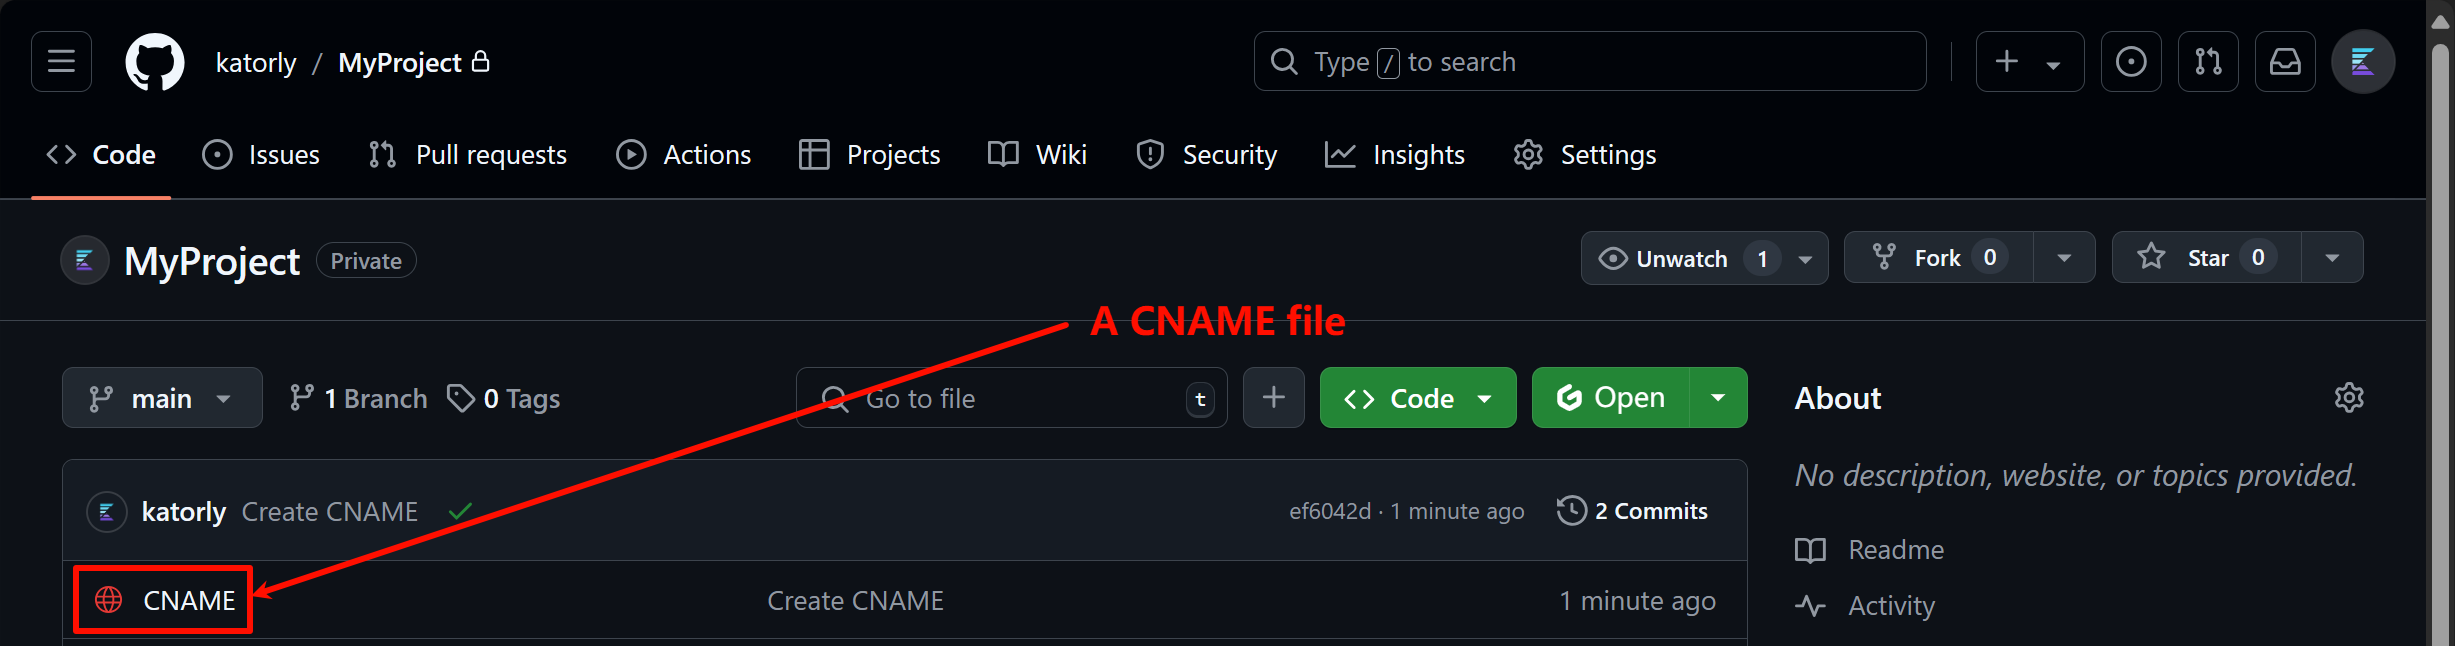 katorly / MyProject
Type / to search
Code Issues Pull requests Actions Projects Wiki Security Insights Settings
MyProject Private
Unwatch 1 Fork 0 Star 0
A CNAME file
main 1 Branch 0 Tags Go to file t Code Open
About
No description, website, or topics provided.
katorly Create CNAME ef6042d · 1 minute ago 2 Commits
Readme
CNAME Create CNAME 1 minute ago
Activity